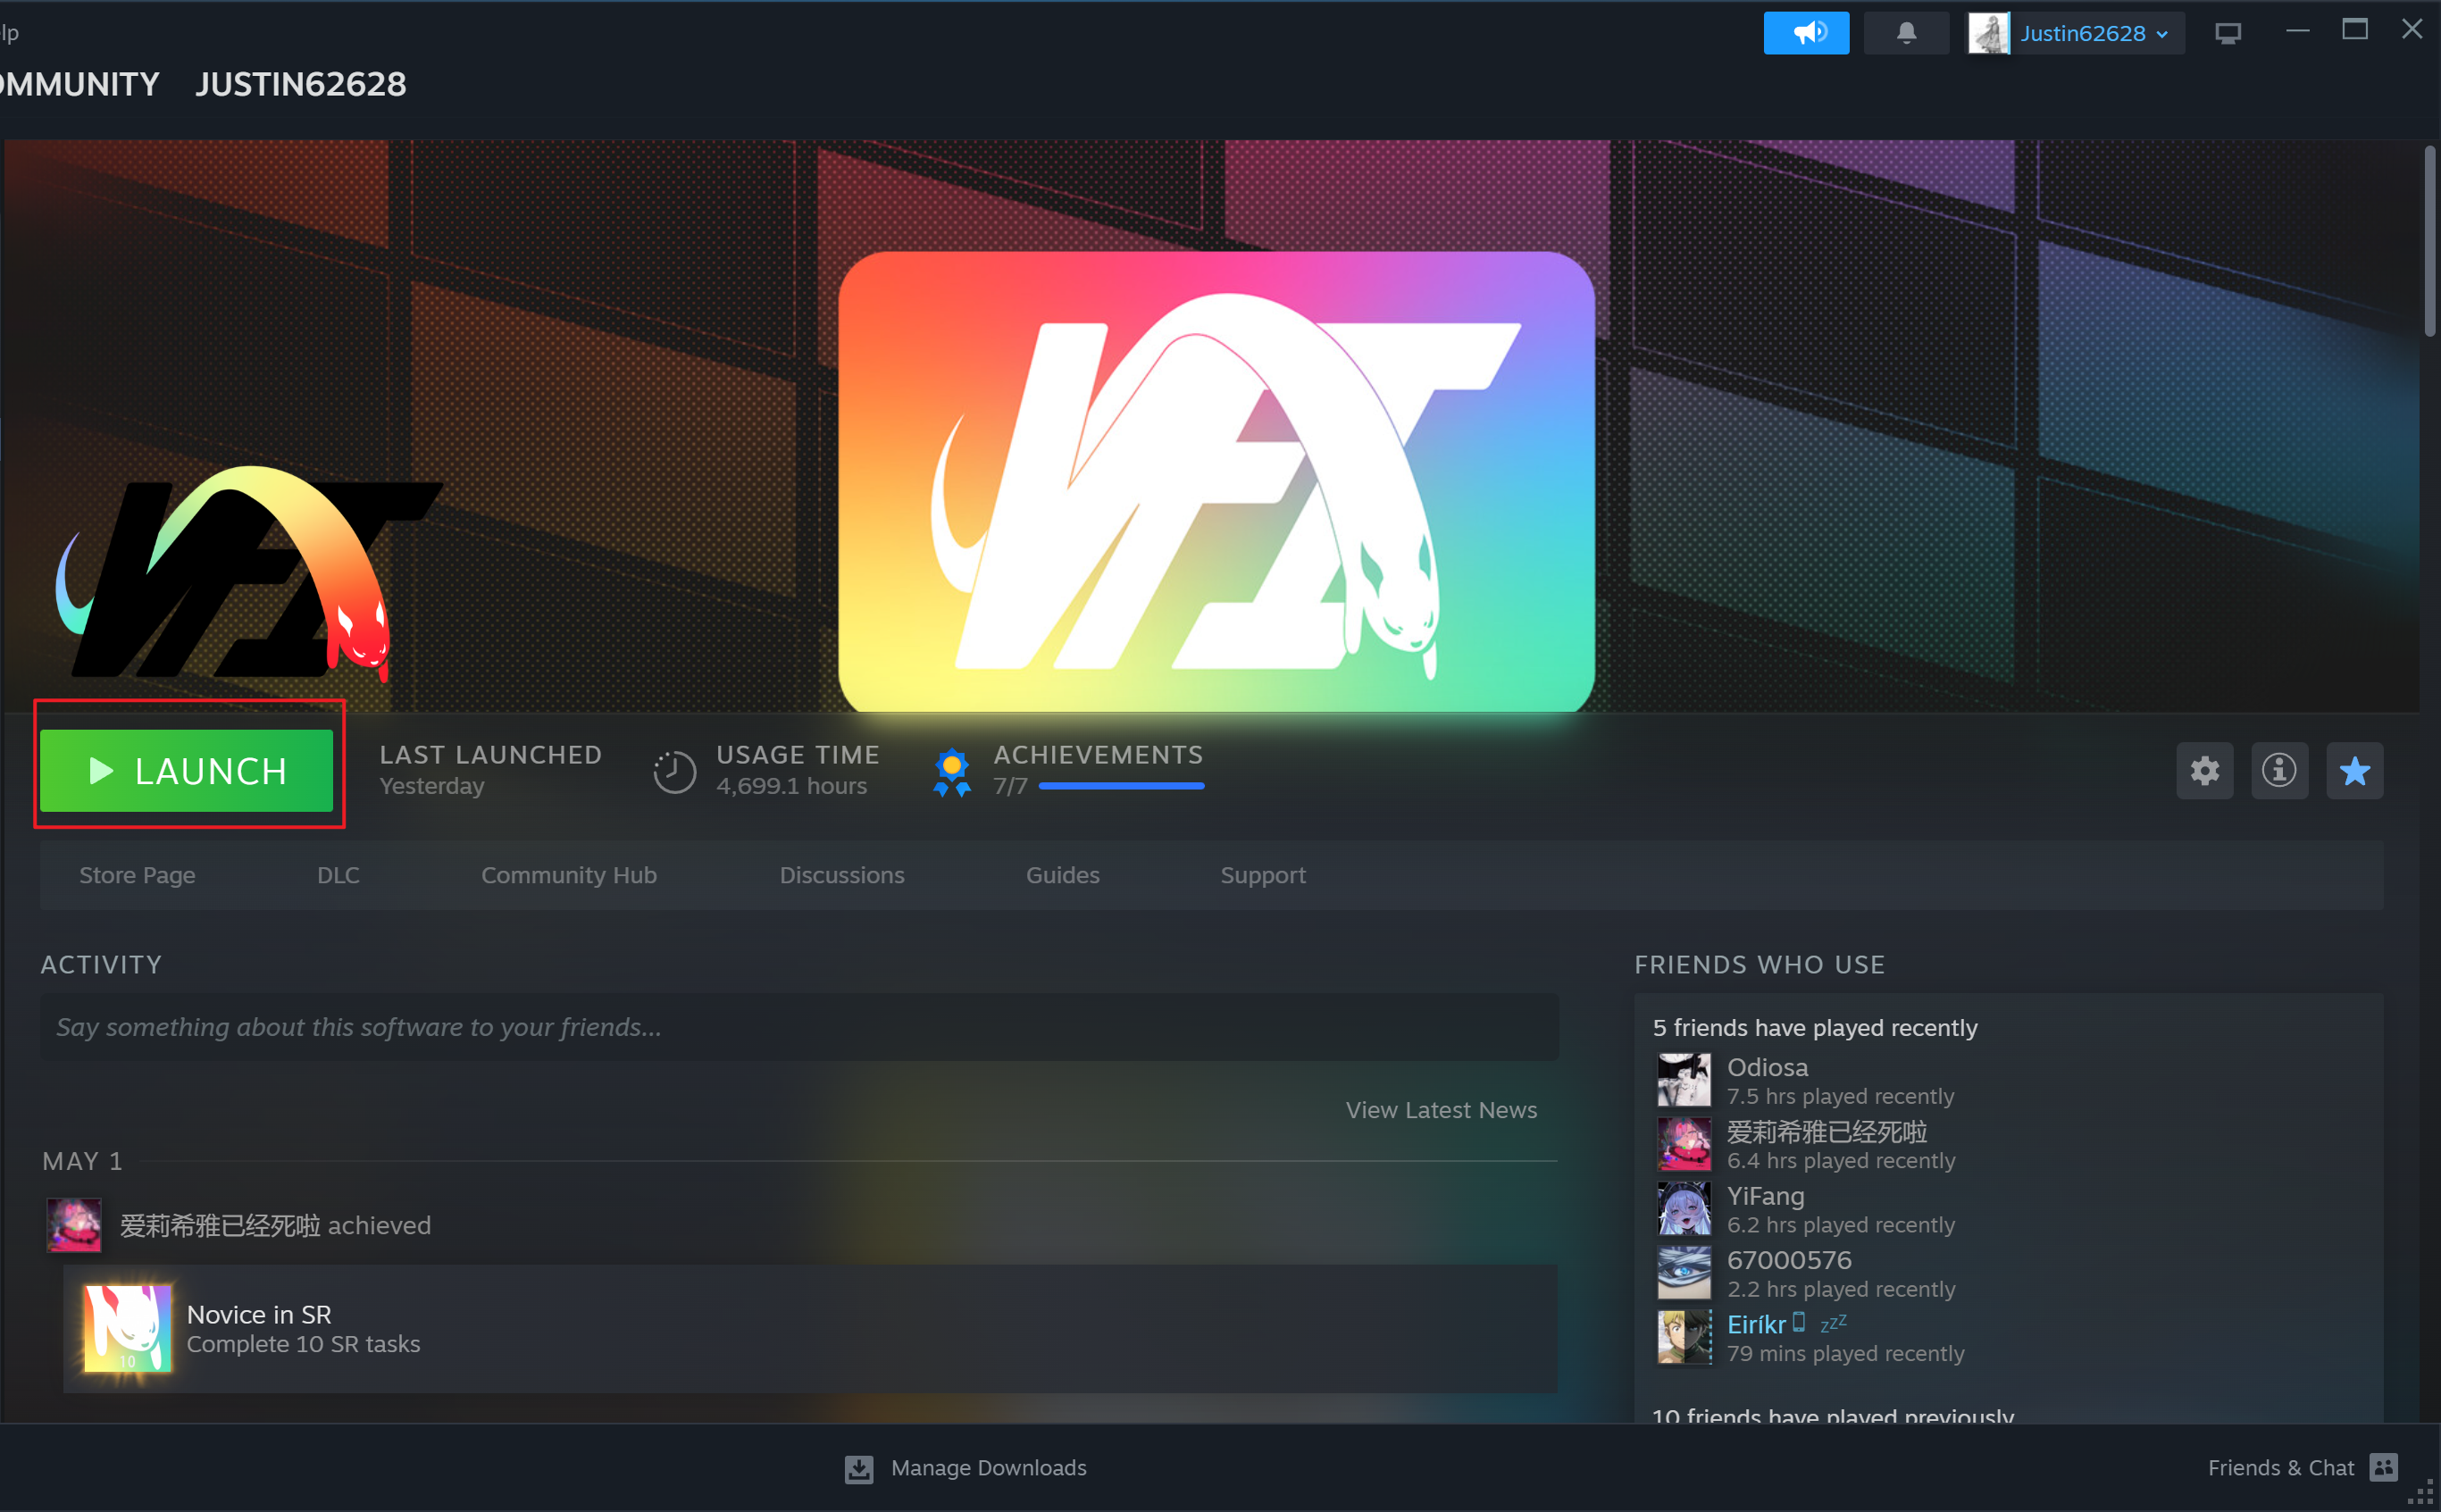 lp
Justin62628
OMMUNITY JUSTIN62628
LAUNCH
LAST LAUNCHED
Yesterday
USAGE TIME
4,699.1 hours
ACHIEVEMENTS
7/7
Store Page DLC Community Hub Discussions Guides Support
ACTIVITY
Say something about this software to your friends...
View Latest News
MAY 1
爱莉希雅已经死啦 achieved
10
Novice in SR
Complete 10 SR tasks
FRIENDS WHO USE
5 friends have played recently
Odiosa
7.5 hrs played recently
爱莉希雅已经死啦
6.4 hrs played recently
YiFang
6.2 hrs played recently
67000576
2.2 hrs played recently
Eiríkr zzZ
79 mins played recently
10 friends have played previously
Manage Downloads
Friends & Chat